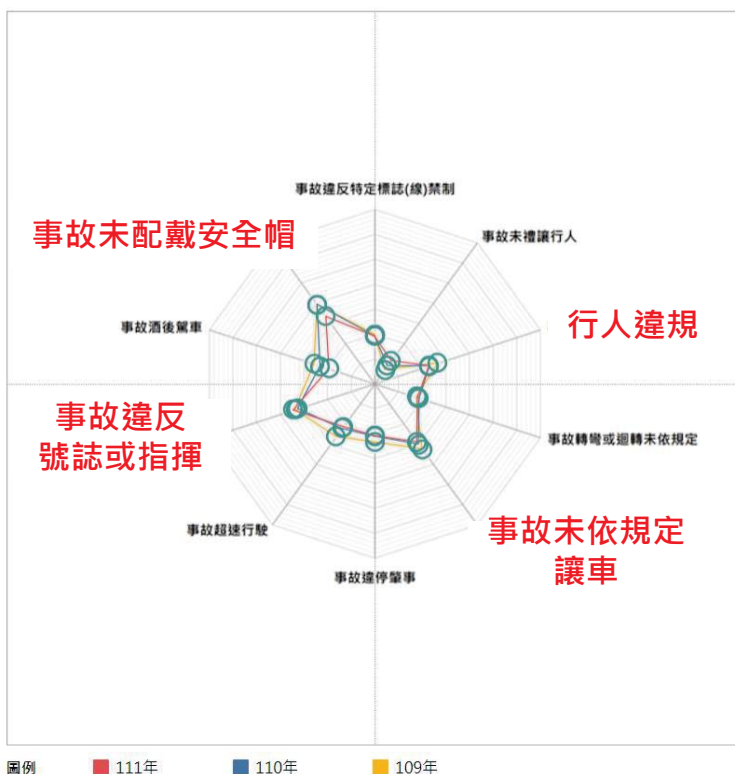 事故違反特定標誌(線)禁制
事故未配戴安全帽
事故未禮讓行人
事故酒後駕車
行人違規
事故違反
號誌或指揮
事故轉彎或迴轉未依規定
事故超速行駛
事故未依規定
讓車
事故違停肇事
圖例 111年 110年 109年